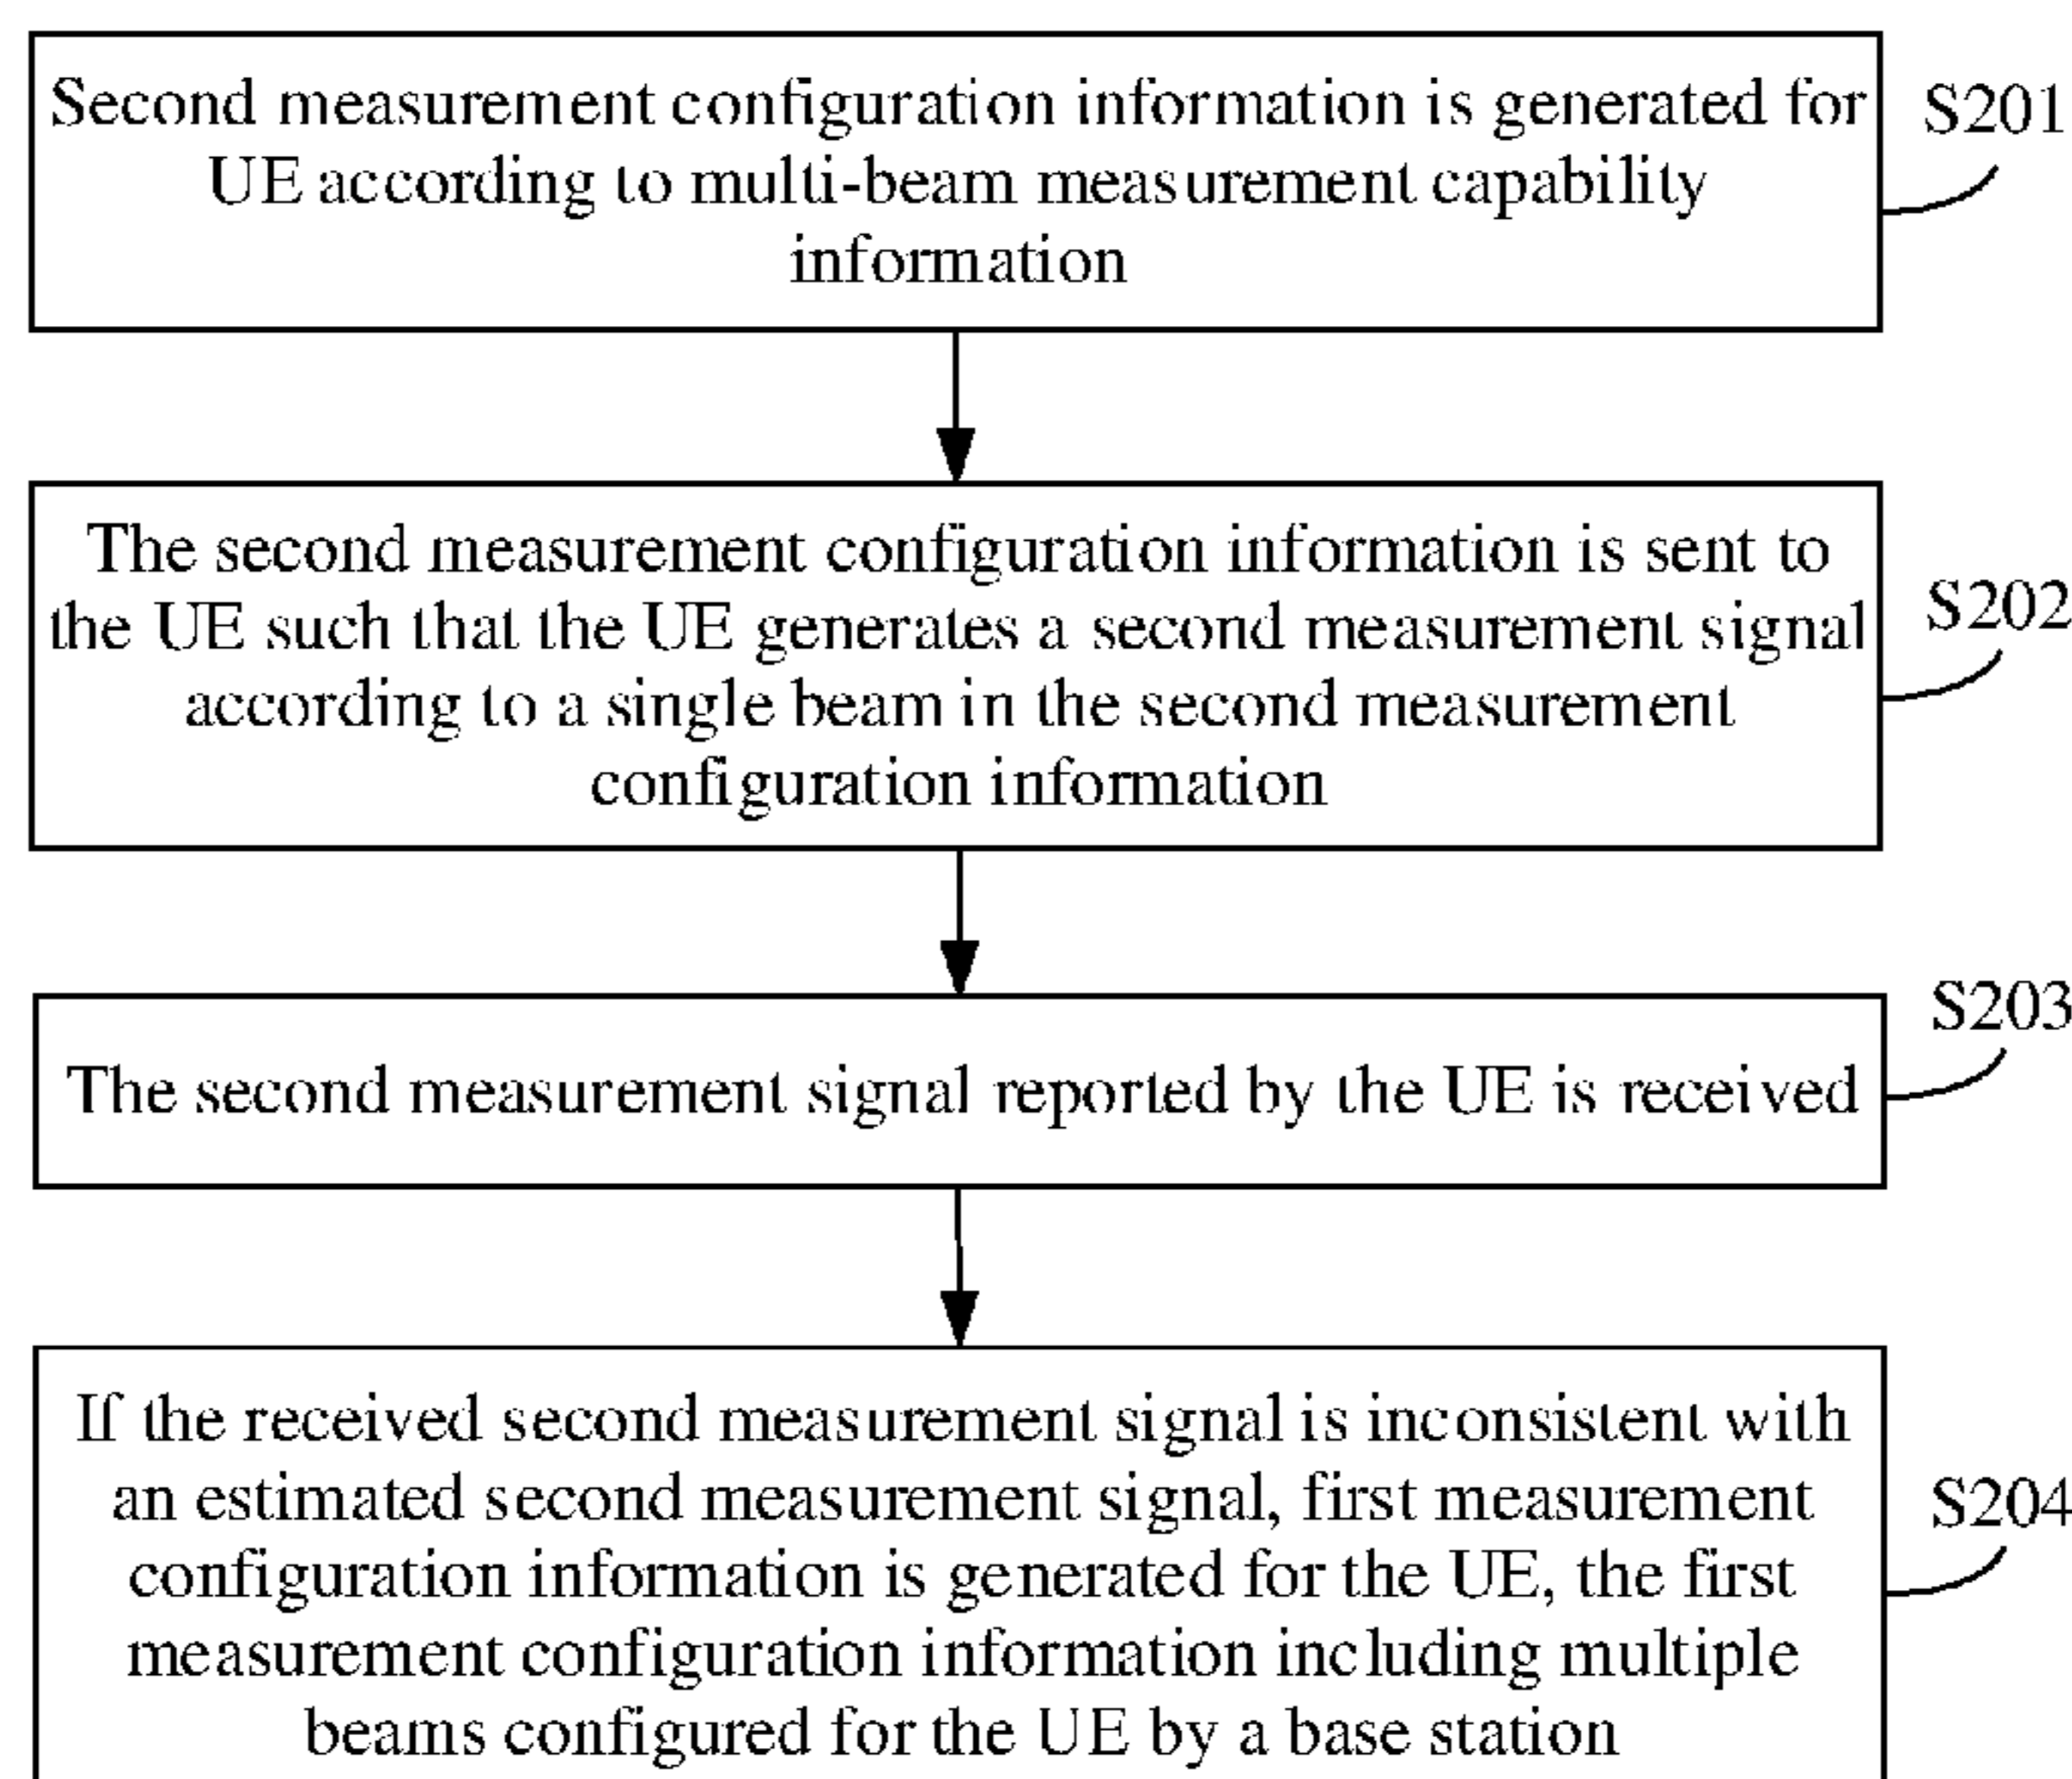 Second measurement configuration information is generated for
UE according to multi-beam measurement capability
information
S201
The second measurement configuration information is sent to
the UE such that the UE generates a second measurement signal
according to a single beam in the second measurement
configuration information
S202
The second measurement signal reported by the UE is received
S203
If the received second measurement signal is inconsistent with
an estimated second measurement signal, first measurement
configuration information is generated for the UE, the first
measurement configuration information including multiple
beams configured for the UE by a base station
S204